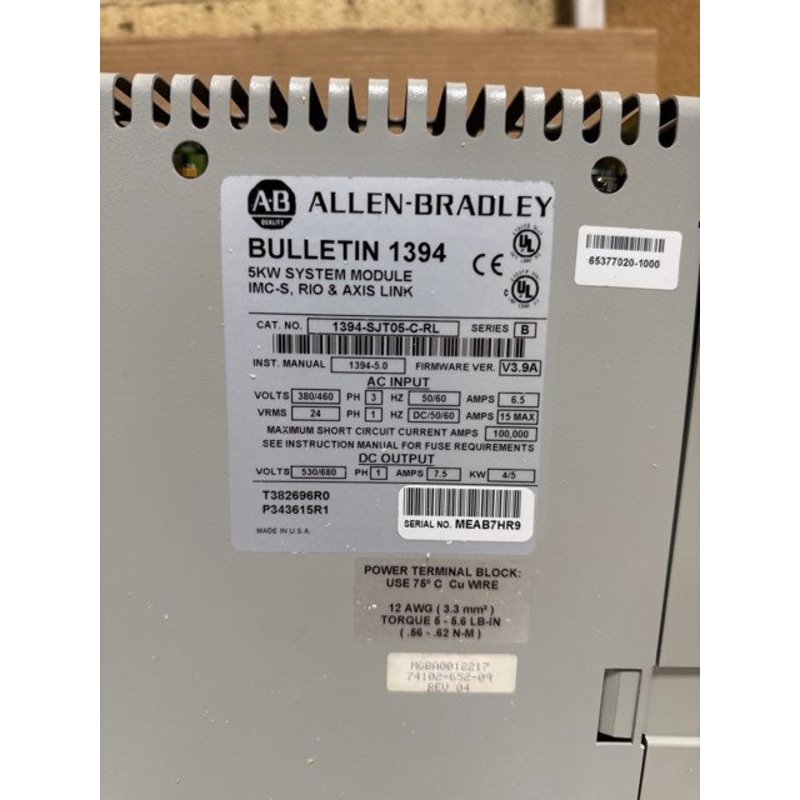 A-B
QUALITY
ALLEN-BRADLEY
BULLETIN 1394
5KW SYSTEM MODULE
IMC-S, RIO & AXIS LINK
CE
UL
UL
65377020-1000
CAT. NO. 1394-SJT05-C-RL SERIES B
INST. MANUAL 1394-5.0 FIRMWARE VER. V3.9A
AC INPUT
VOLTS 380/460 PH 3 HZ 50/60 AMPS 6.5
VRMS 24 PH 1 HZ DC/50/60 AMPS 15 MAX
MAXIMUM SHORT CIRCUIT CURRENT AMPS 100,000
SEE INSTRUCTION MANUAL FOR FUSE REQUIREMENTS
DC OUTPUT
VOLTS 530/680 PH 1 AMPS 7.5 KW 4/5
T382696R0
P343615R1
SERIAL NO. MEAB7HR9
MADE IN U.S.A.
POWER TERMINAL BLOCK:
USE 75º C Cu WIRE
12 AWG ( 3.3 mm² )
TORQUE 5 - 5.6 LB-IN
( .56 - .62 N-M )
MGBA0012217
74102-652-09
REV 04